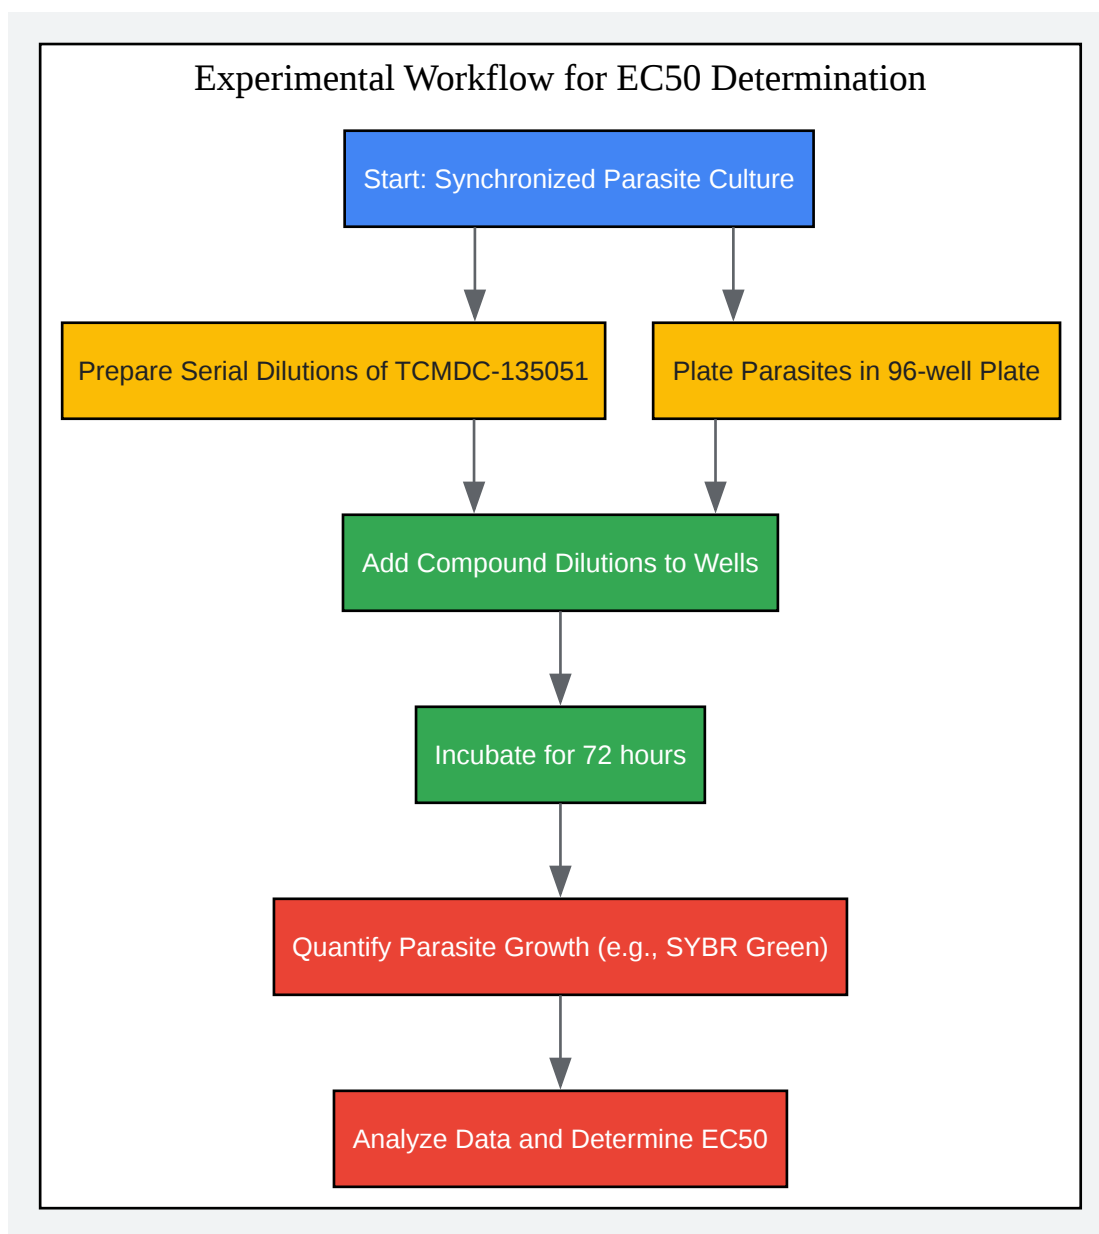 Experimental Workflow for EC50 Determination
Start: Synchronized Parasite Culture
Prepare Serial Dilutions of TCMDC-135051
Plate Parasites in 96-well Plate
Add Compound Dilutions to Wells
Incubate for 72 hours
Quantify Parasite Growth (e.g., SYBR Green)
Analyze Data and Determine EC50